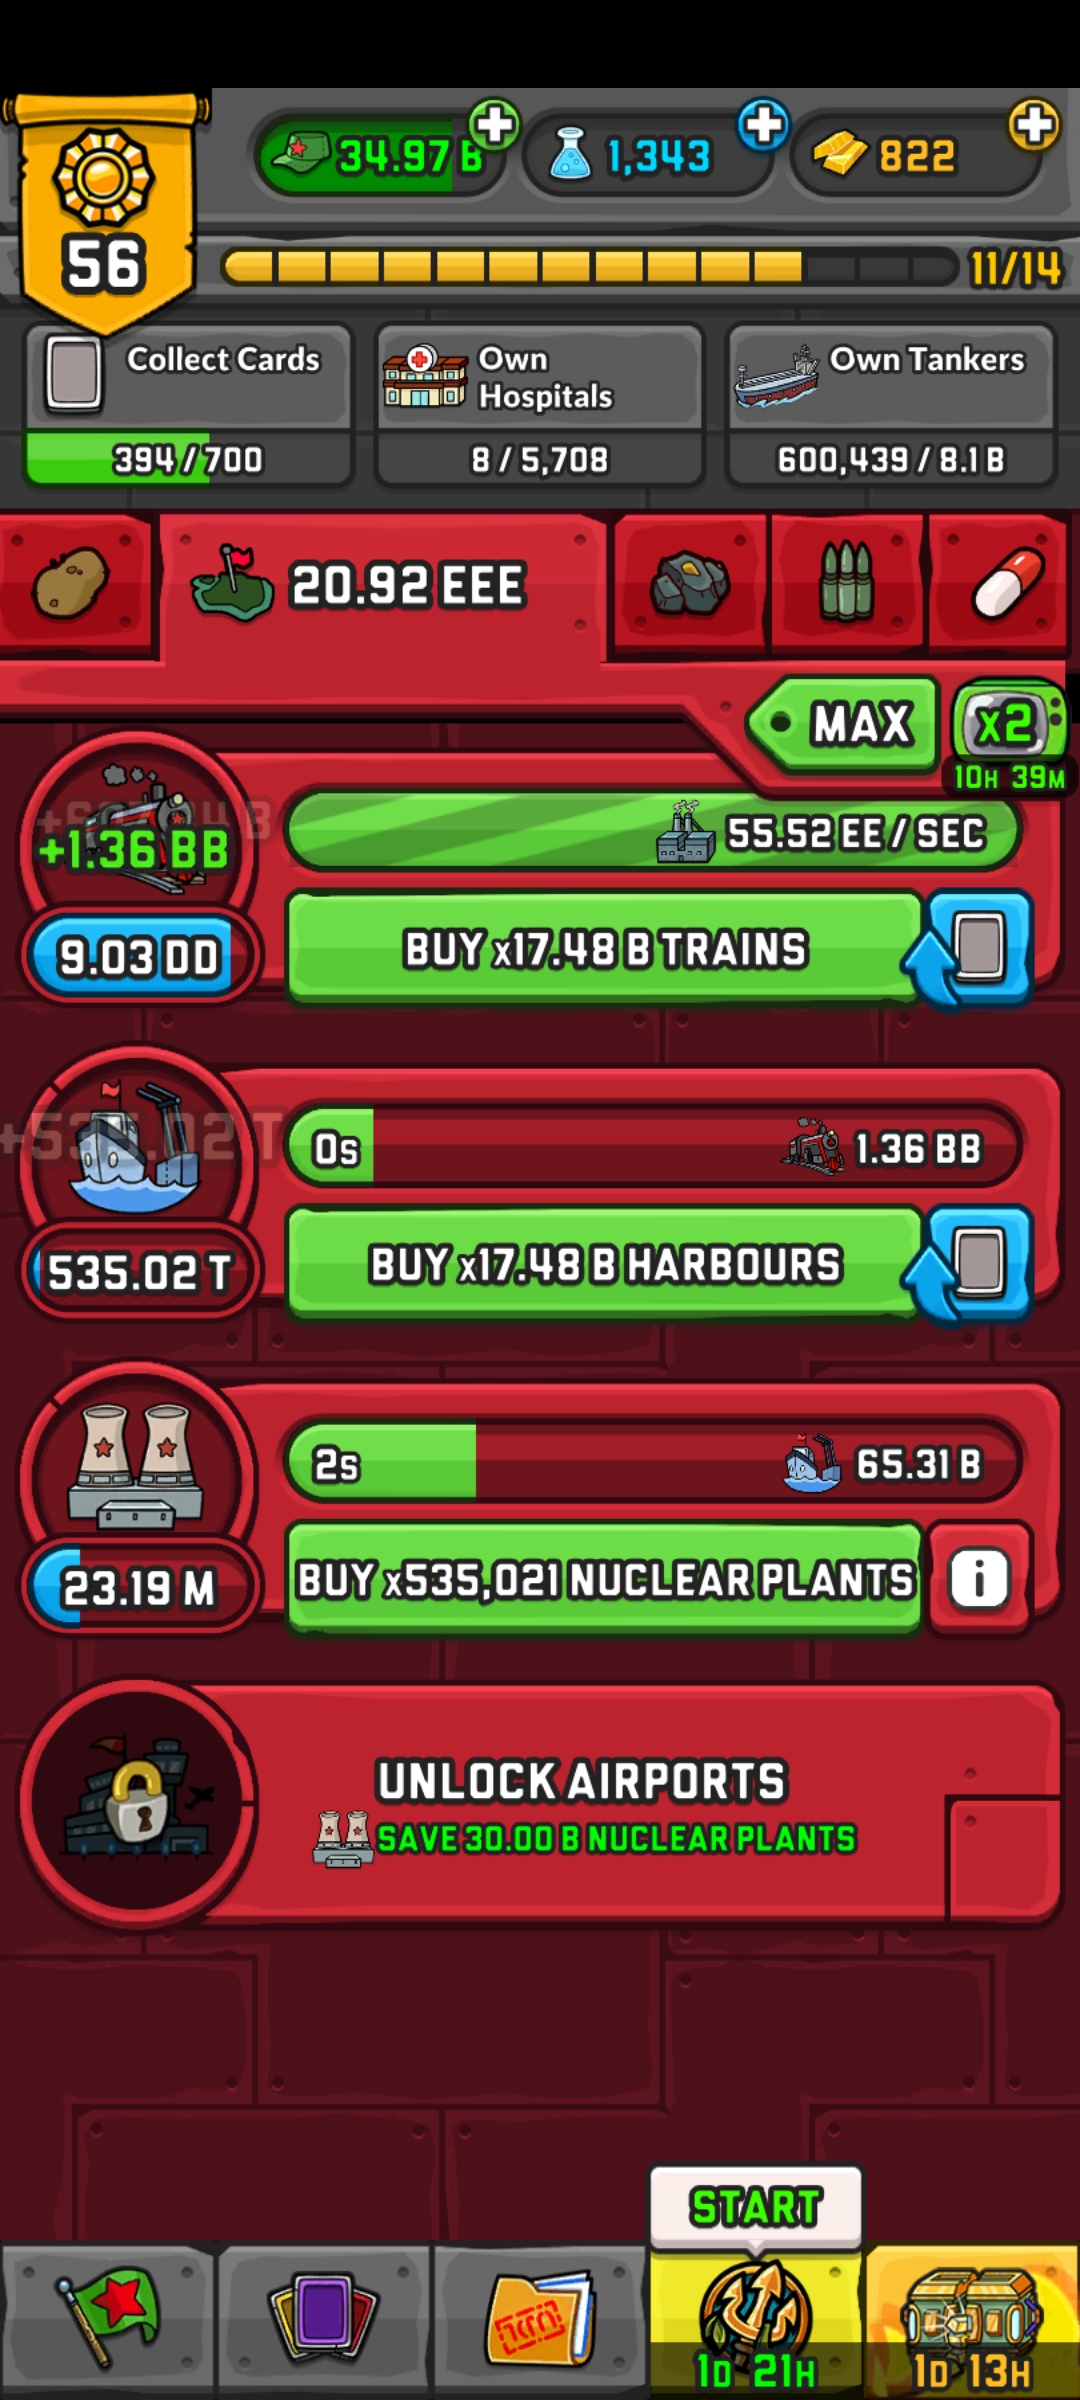 34.97 B
1,343
822
56
11/14
Collect Cards
394/700
Own
Hospitals
8/5,708
Own Tankers
600,439/8.1 B
20.92 EEE
MAX
x2
10H 39M
+1.36 BB
55.52 EE / SEC
9.03 DD
BUY x17.48 B TRAINS
+535.02 T
0s
1.36 BB
535.02 T
BUY x17.48 B HARBOURS
2s
65.31 B
23.19 M
BUY x535,021 NUCLEAR PLANTS
i
UNLOCK AIRPORTS
SAVE 30.00 B NUCLEAR PLANTS
START
1D 21H
1D 13H